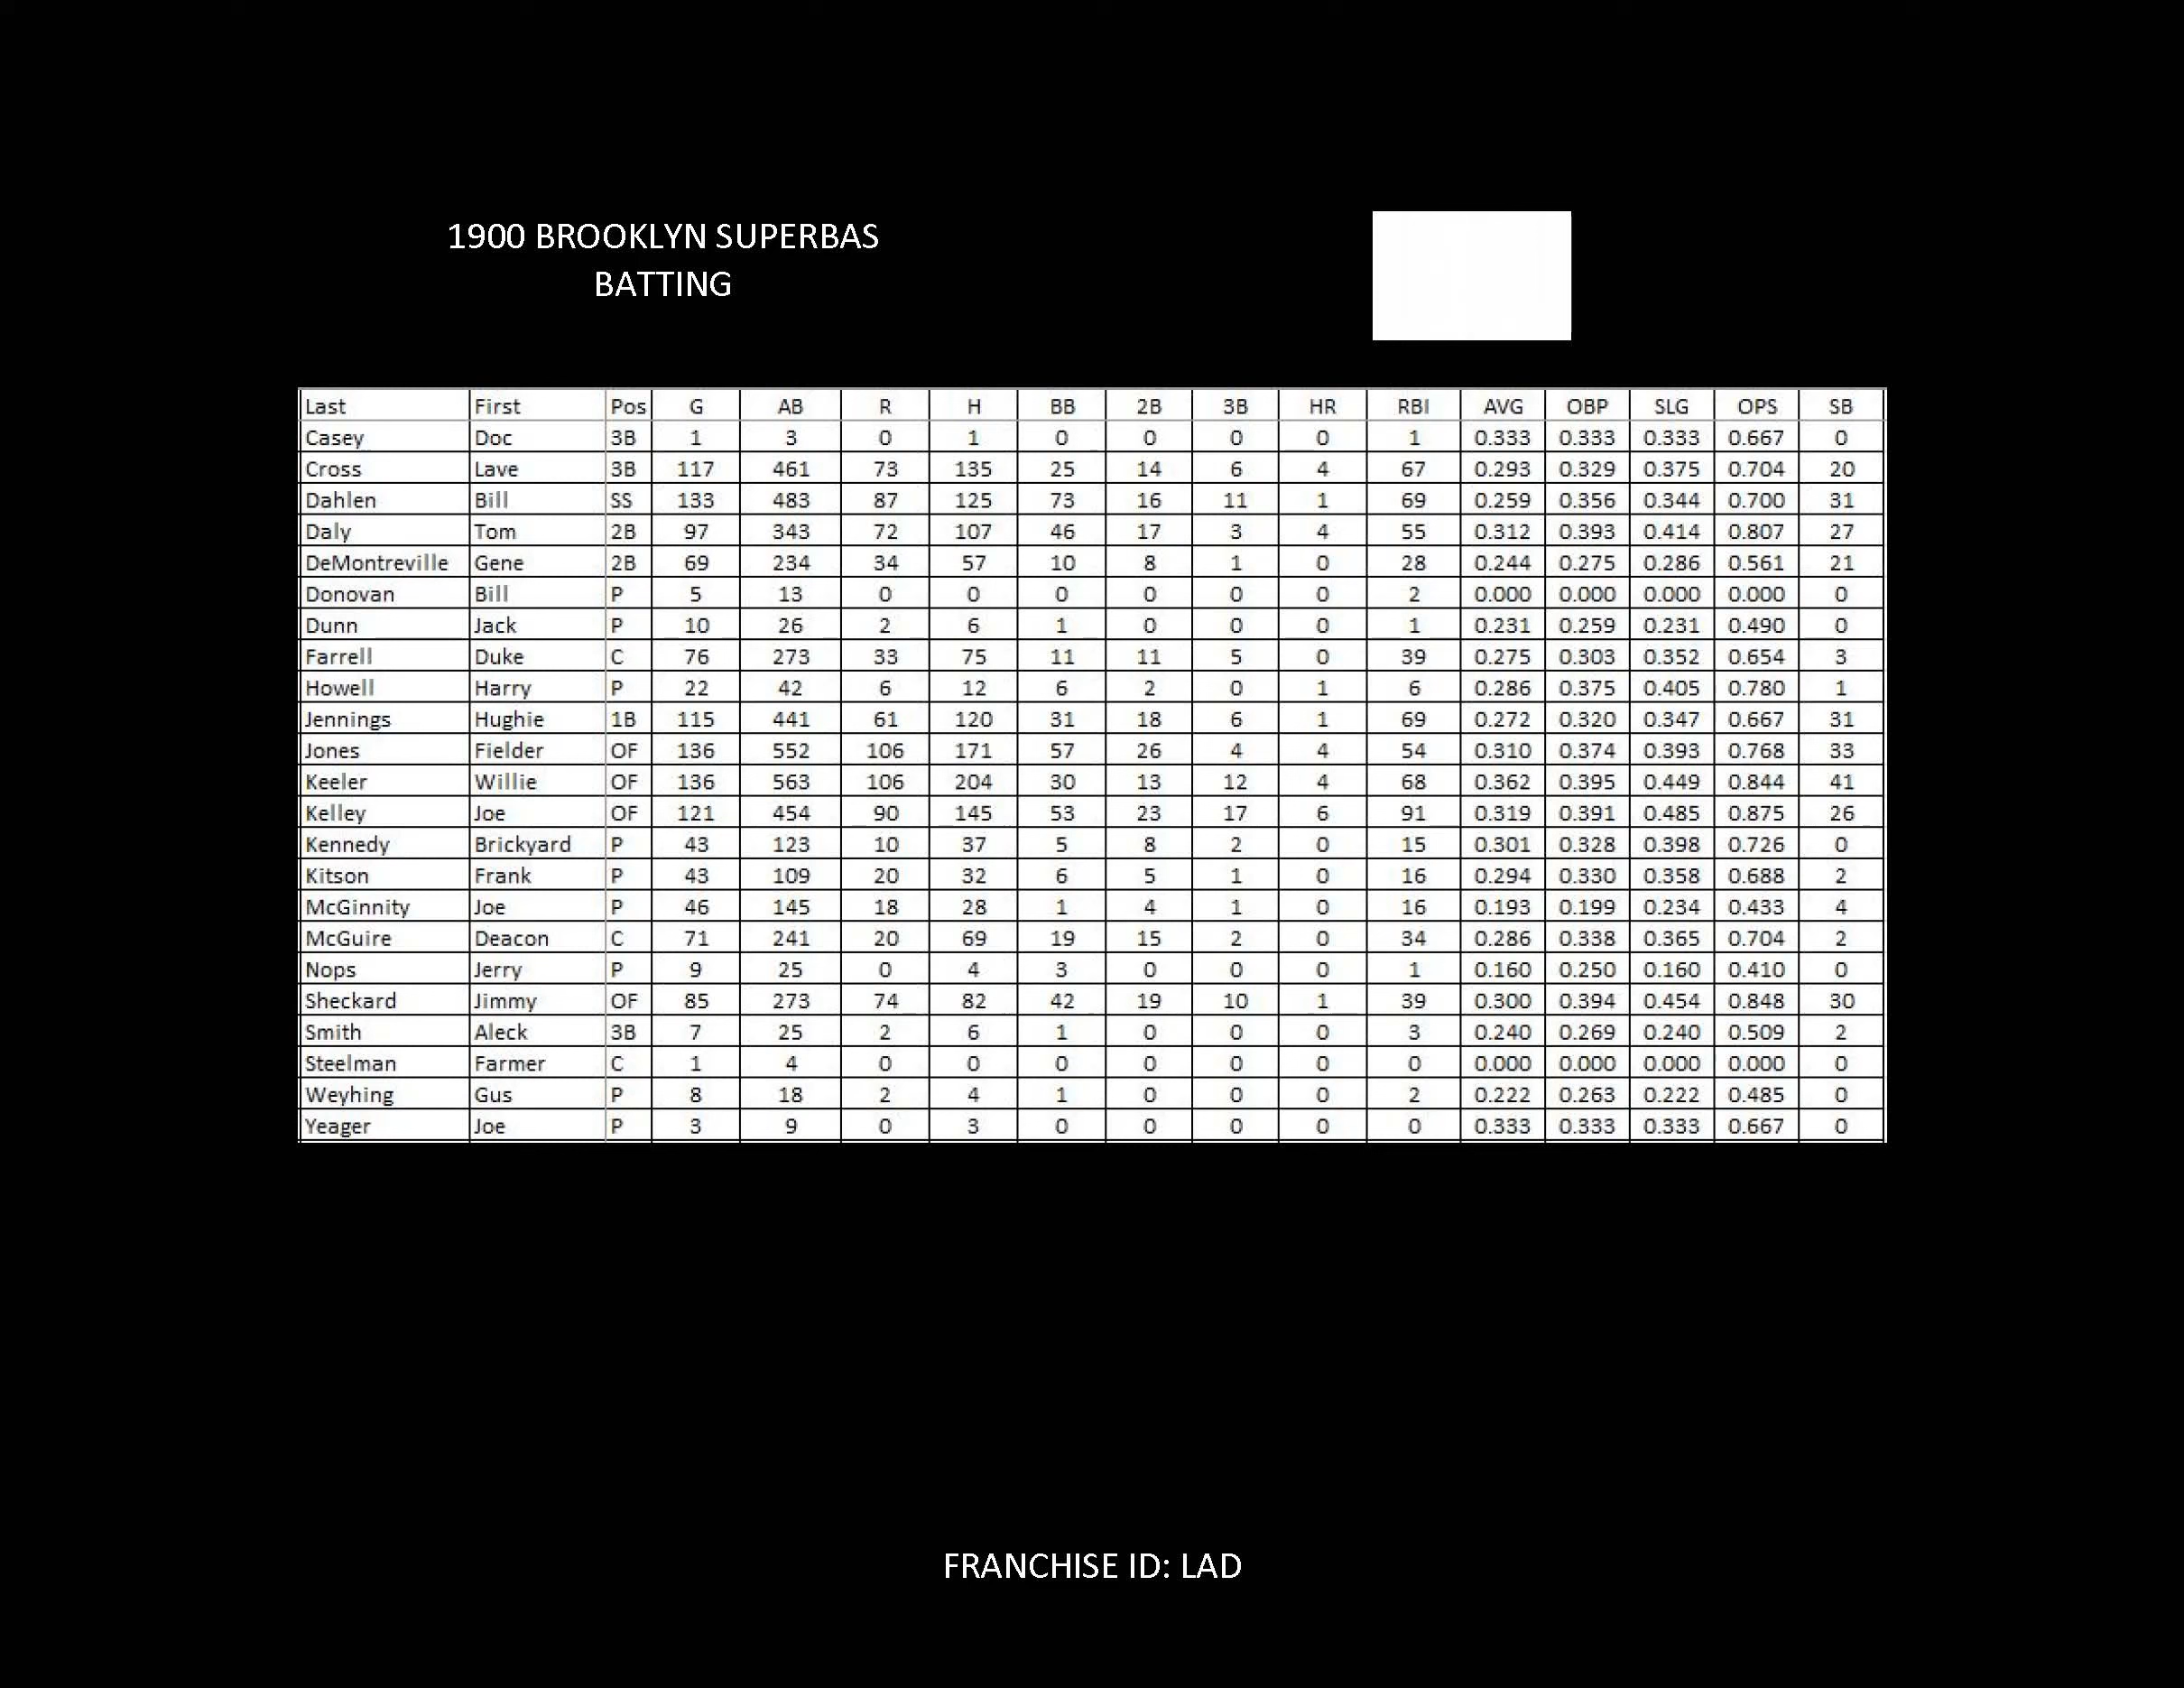 1900 BROOKLYN SUPERBAS
BATTING
Last First Pos G AB R H BB 2B 3B HR RBI AVG OBP SLG OPS SB
Casey Doc 3B 1 3 0 1 0 0 0 0 1 0.333 0.333 0.333 0.667 0
Cross Lave 3B 117 461 73 135 25 14 6 4 67 0.293 0.329 0.375 0.704 20
Dahlen Bill SS 133 483 87 125 73 16 11 1 69 0.259 0.356 0.344 0.700 31
Daly Tom 2B 97 343 72 107 46 17 3 4 55 0.312 0.393 0.414 0.807 27
DeMontreville Gene 2B 69 234 34 57 10 8 1 0 28 0.244 0.275 0.286 0.561 21
Donovan Bill P 5 13 0 0 0 0 0 0 2 0.000 0.000 0.000 0.000 0
Dunn Jack P 10 26 2 6 1 0 0 0 1 0.231 0.259 0.231 0.490 0
Farrell Duke C 76 273 33 75 11 11 5 0 39 0.275 0.303 0.352 0.654 3
Howell Harry P 22 42 6 12 6 2 0 1 6 0.286 0.375 0.405 0.780 1
Jennings Hughie 1B 115 441 61 120 31 18 6 1 69 0.272 0.320 0.347 0.667 31
Jones Fielder OF 136 552 106 171 57 26 4 4 54 0.310 0.374 0.393 0.768 33
Keeler Willie OF 136 563 106 204 30 13 12 4 68 0.362 0.395 0.449 0.844 41
Kelley Joe OF 121 454 90 145 53 23 17 6 91 0.319 0.391 0.485 0.875 26
Kennedy Brickyard P 43 123 10 37 5 8 2 0 15 0.301 0.328 0.398 0.726 0
Kitson Frank P 43 109 20 32 6 5 1 0 16 0.294 0.330 0.358 0.688 2
McGinnity Joe P 46 145 18 28 1 4 1 0 16 0.193 0.199 0.234 0.433 4
McGuire Deacon C 71 241 20 69 19 15 2 0 34 0.286 0.338 0.365 0.704 2
Nops Jerry P 9 25 0 4 3 0 0 0 1 0.160 0.250 0.160 0.410 0
Sheckard Jimmy OF 85 273 74 82 42 19 10 1 39 0.300 0.394 0.454 0.848 30
Smith Aleck 3B 7 25 2 6 1 0 0 0 3 0.240 0.269 0.240 0.509 2
Steelman Farmer C 1 4 0 0 0 0 0 0 0 0.000 0.000 0.000 0.000 0
Weyhing Gus P 8 18 2 4 1 0 0 0 2 0.222 0.263 0.222 0.485 0
Yeager Joe P 3 9 0 3 0 0 0 0 0 0.333 0.333 0.333 0.667 0
FRANCHISE ID: LAD